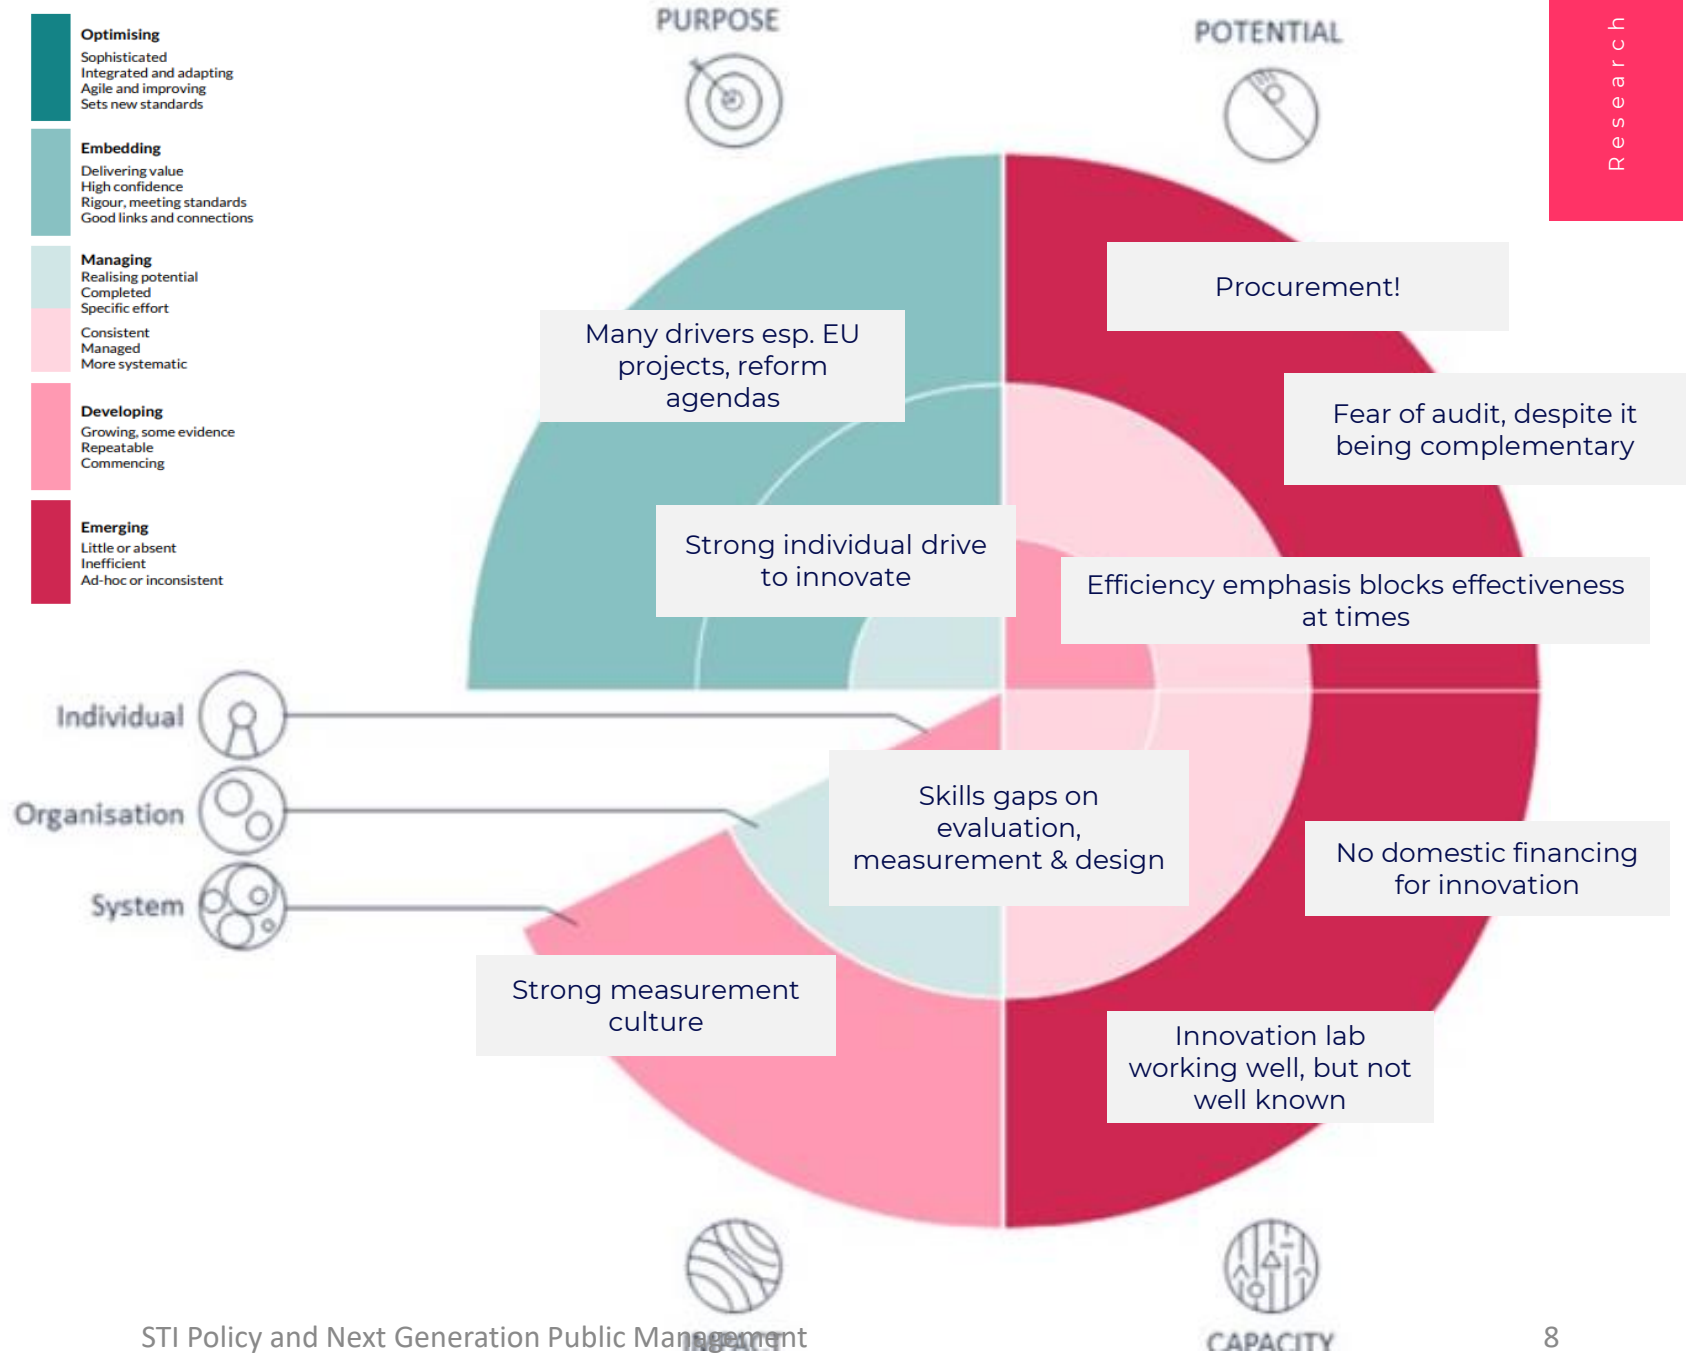 Optimising
Sophisticated
Integrated and adapting
Agile and improving
Sets new standards
Embedding
Delivering value
High confidence
Rigour, meeting standards
Good links and connections
Managing
Realising potential
Completed
Specific effort
Consistent
Managed
More systematic
Developing
Growing, some evidence
Repeatable
Commencing
Emerging
Little or absent
Inefficient
Ad-hoc or inconsistent
PURPOSE
POTENTIAL
Research
Procurement!
Many drivers esp. EU
projects, reform
agendas
Fear of audit, despite it
being complementary
Strong individual drive
to innovate
Efficiency emphasis blocks effectiveness
at times
Individual
Organisation
System
Skills gaps on
evaluation,
measurement & design
No domestic financing
for innovation
Strong measurement
culture
Innovation lab
working well, but not
well known
IMPACT
CAPACITY
STI Policy and Next Generation Public Management
8